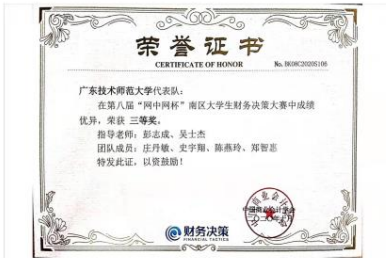 荣誉证书
CERTIFICATE OF HONOR
No. BK08C20205108
广东技术师范大学代表队：
在第八届“网中网杯”南区大学生财务决策大赛中成绩
优异，荣获 三等奖。
指导老师：彭志成、吴士杰
团队成员：庄丹敏、史宇翔、陈燕玲、郑智惠
特发此证，以资鼓励！
财务决策
FINANCIAL TACTICS